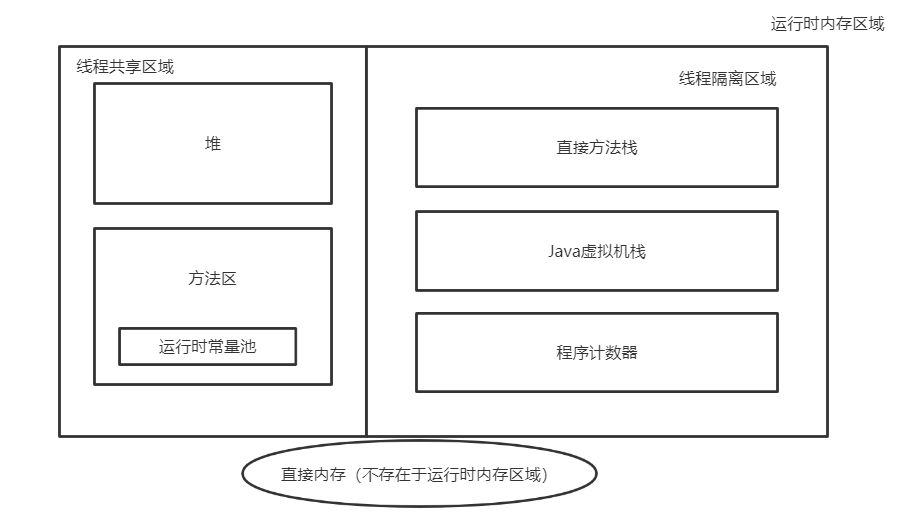 运行时内存区域
线程共享区域
堆
方法区
运行时常量池
线程隔离区域
直接方法栈
Java虚拟机栈
程序计数器
直接内存（不存在于运行时内存区域）